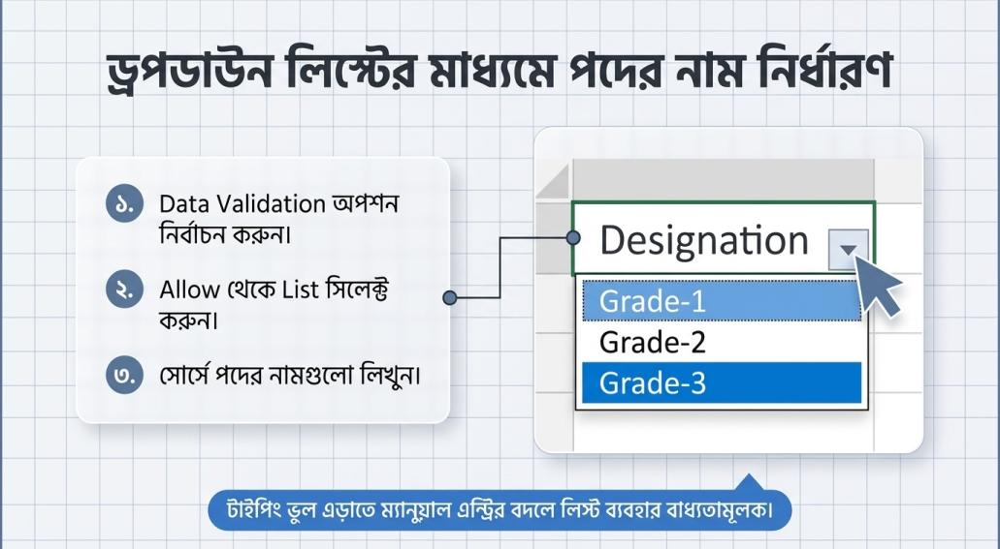 ড্রপডাউন লিস্টের মাধ্যমে পদের নাম নির্ধারণ
১. Data Validation অপশন
নির্বাচন করুন।
২. Allow থেকে List সিলেক্ট
করুন।
৩. সোর্সে পদের নামগুলো লিখুন।
Designation
Grade-1
Grade-2
Grade-3
টাইপিং ভুল এড়াতে ম্যানুয়াল এন্ট্রির বদলে লিস্ট ব্যবহার বাধ্যতামূলক।